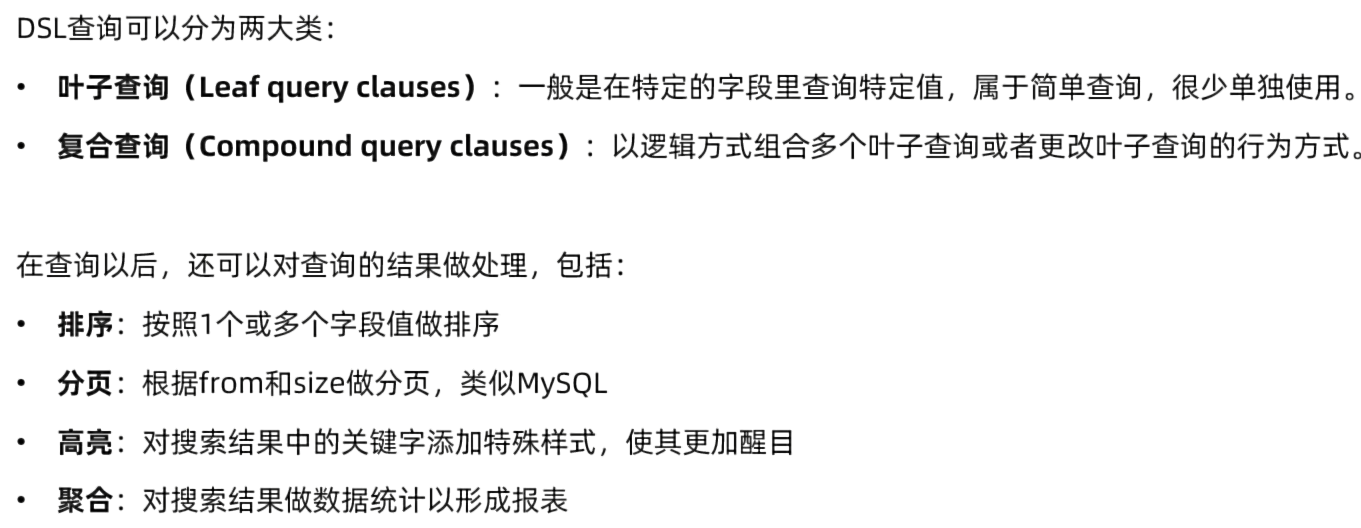 DSL查询可以分为两大类：
• 叶子查询（Leaf query clauses）：一般是在特定的字段里查询特定值，属于简单查询，很少单独使用。
• 复合查询（Compound query clauses）：以逻辑方式组合多个叶子查询或者更改叶子查询的行为方式。
在查询以后，还可以对查询的结果做处理，包括：
• 排序：按照1个或多个字段值做排序
• 分页：根据from和size做分页，类似MySQL
• 高亮：对搜索结果中的关键字添加特殊样式，使其更加醒目
• 聚合：对搜索结果做数据统计以形成报表